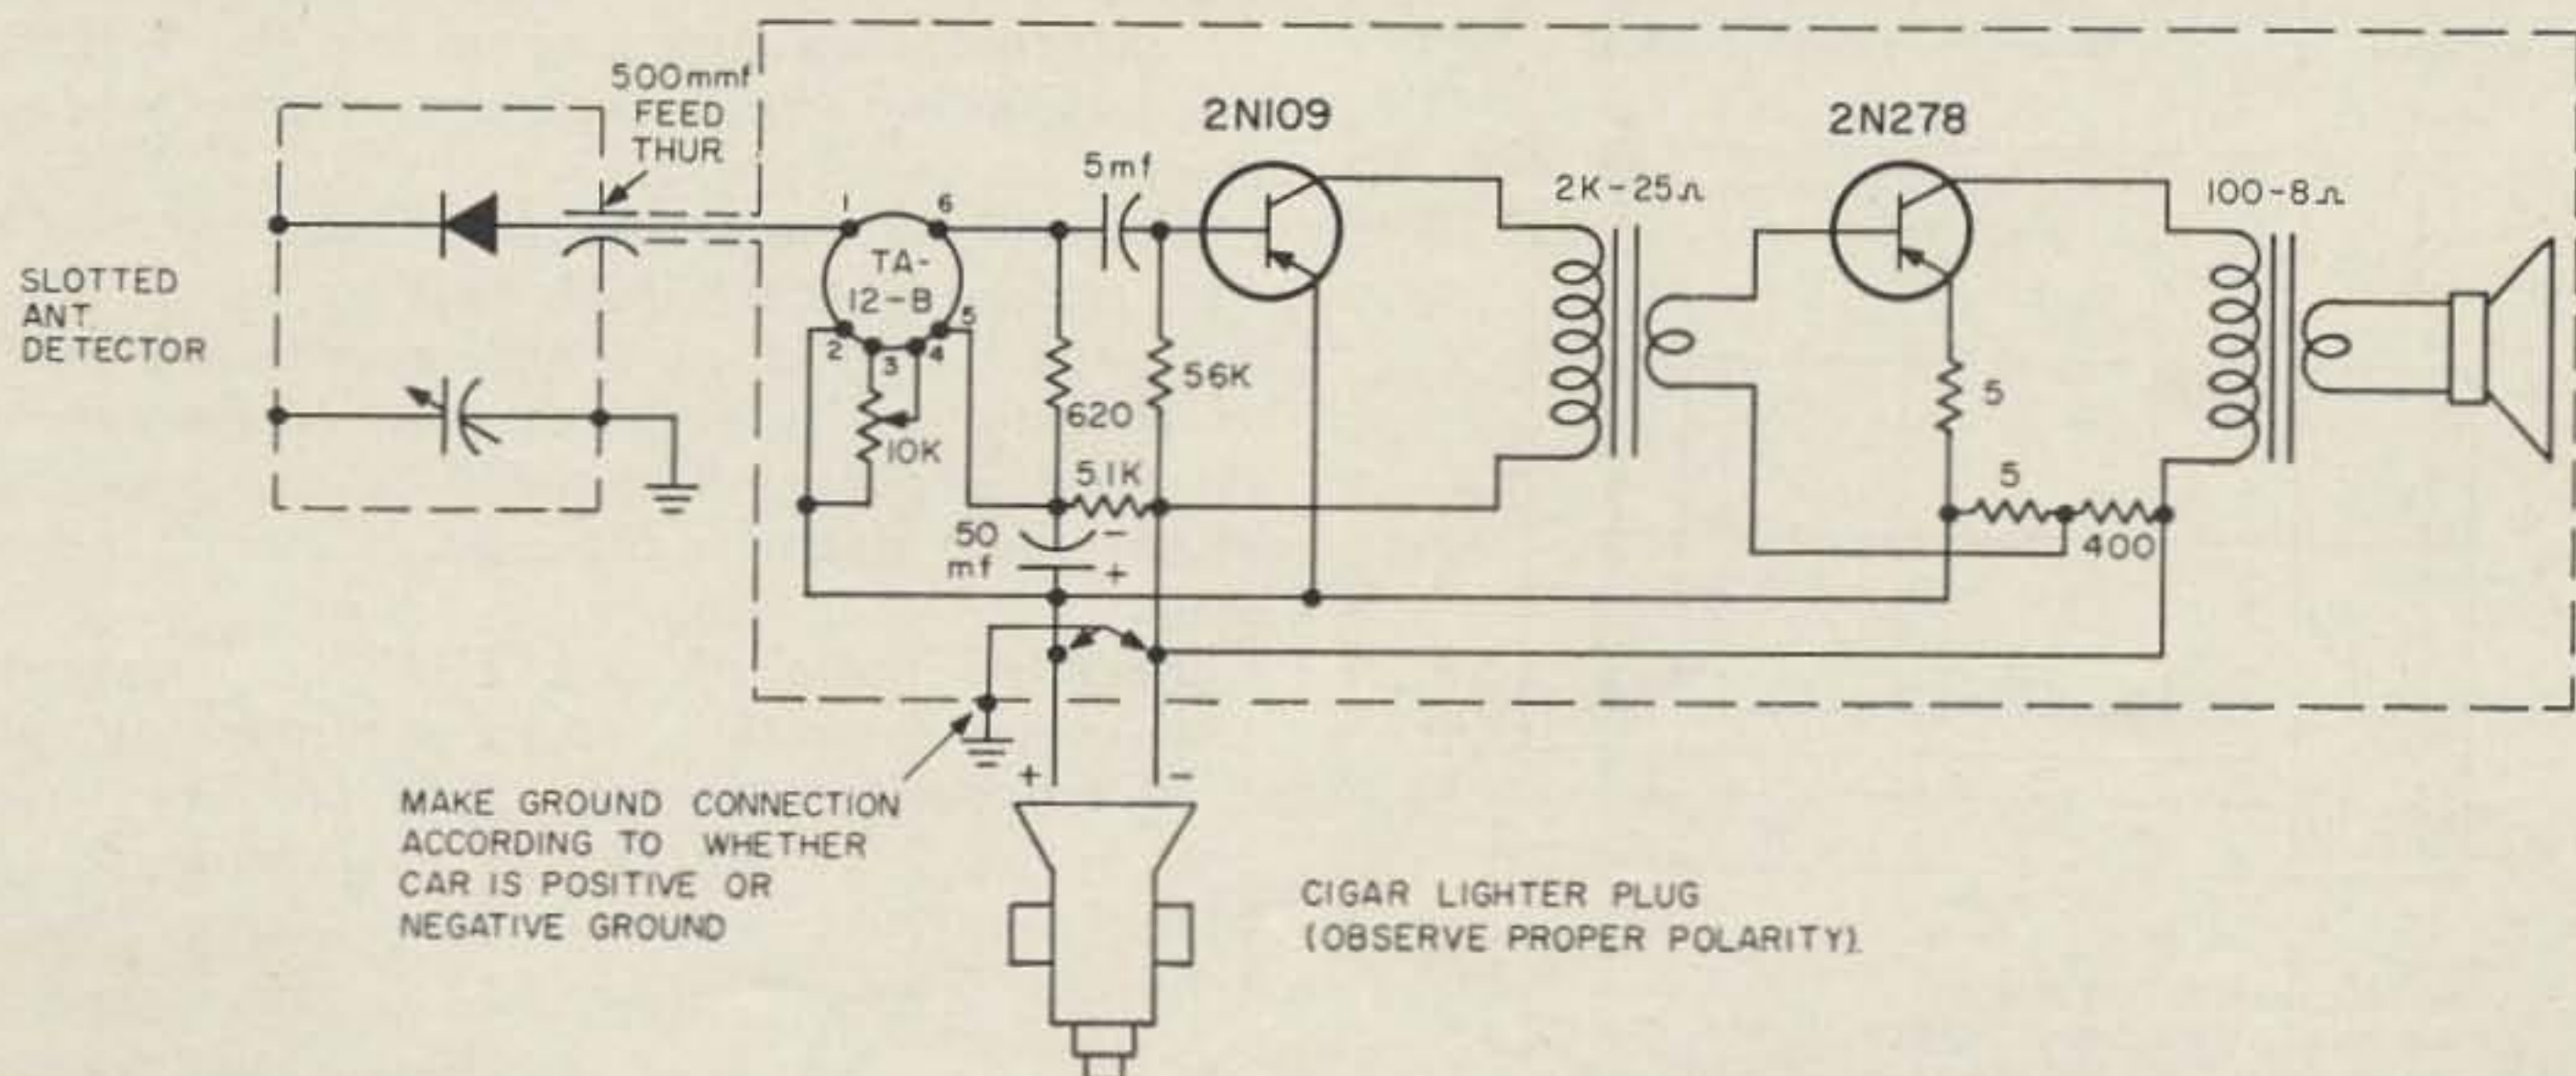 500mmf
FEED
THUR
SLOTTED
ANT.
DETECTOR
1
6
TA-
12-B
2
3
4
5
10K
5mf
620
56K
5.1K
50
mf
-
+
2N109
2K-25Ω
2N278
5
5
400
100-8Ω
+
-
MAKE GROUND CONNECTION
ACCORDING TO WHETHER
CAR IS POSITIVE OR
NEGATIVE GROUND
CIGAR LIGHTER PLUG
(OBSERVE PROPER POLARITY).